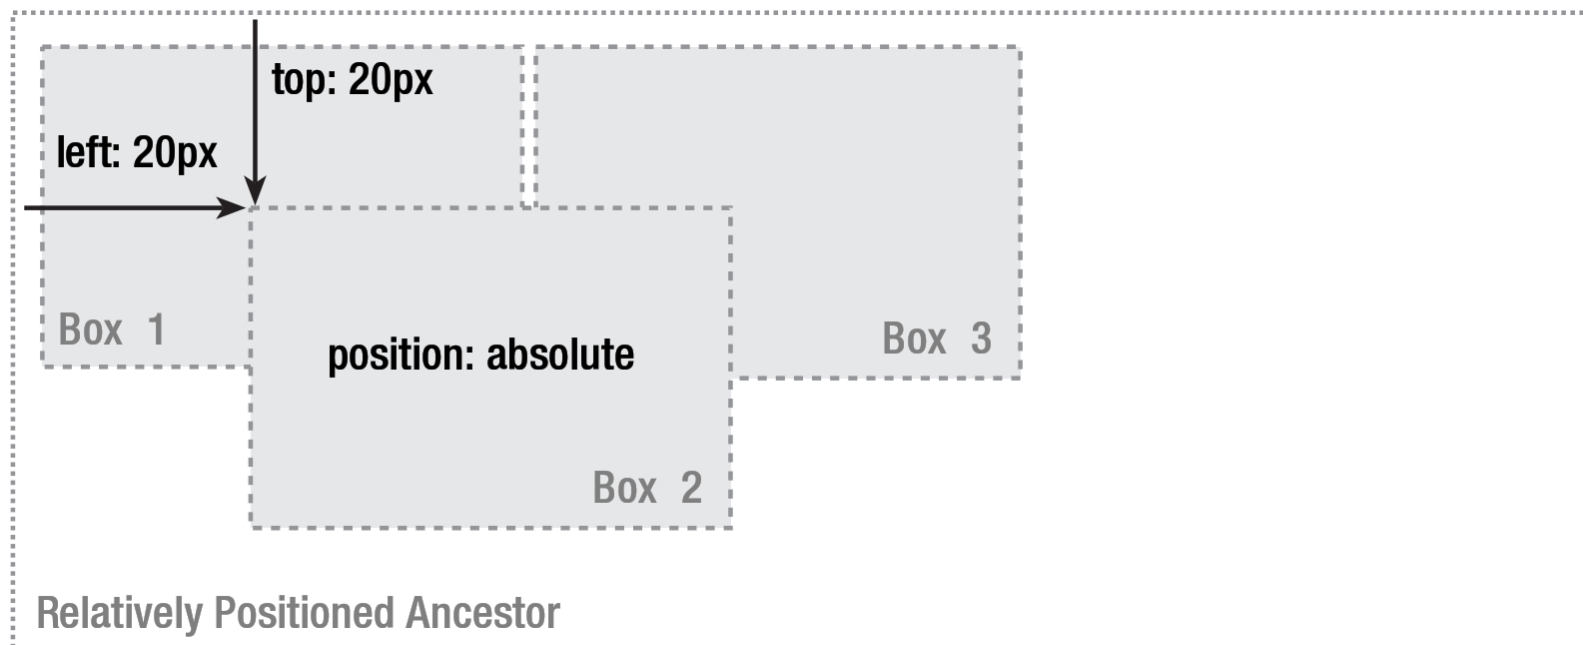 top: 20px
left: 20px
Box 1
Box 3
position: absolute
Box 2
Relatively Positioned Ancestor